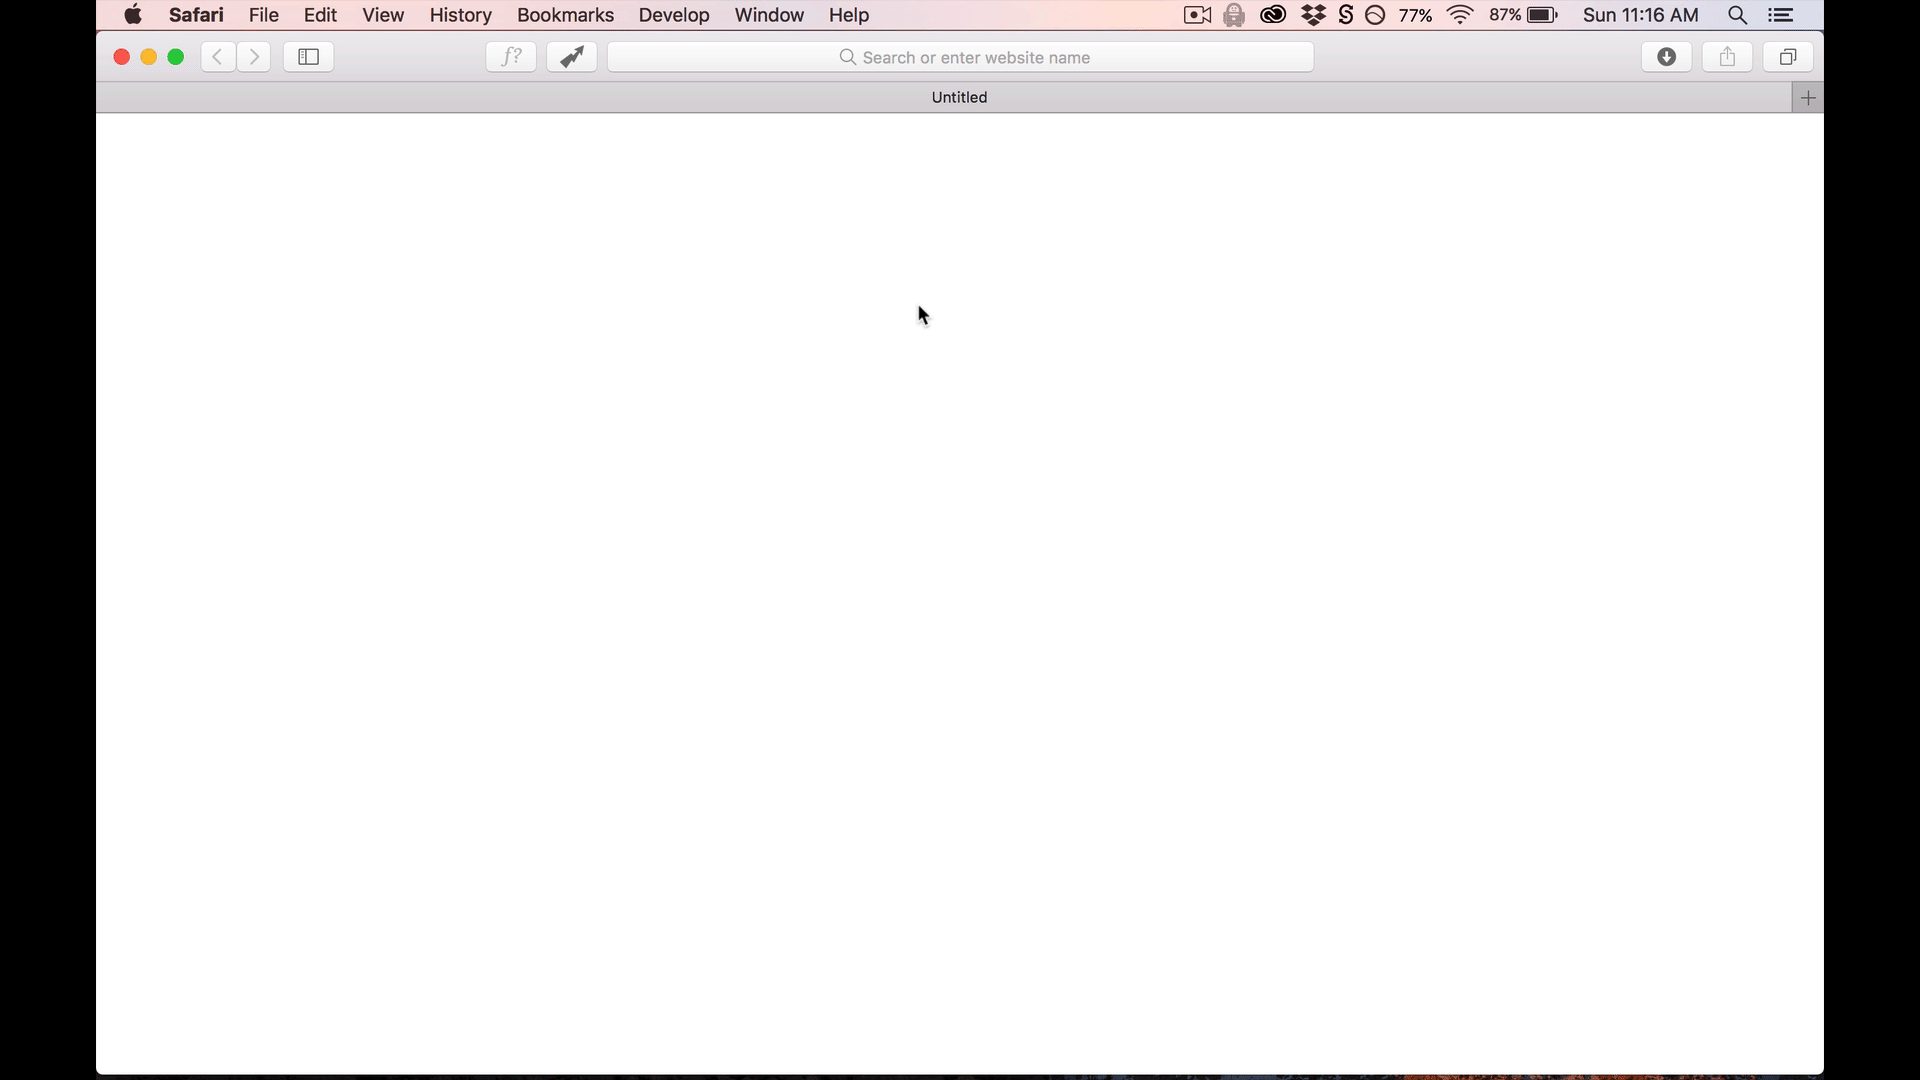 Safari File Edit View History Bookmarks Develop Window Help 77% 87% Sun 11:16 AM
f? Search or enter website name
Untitled